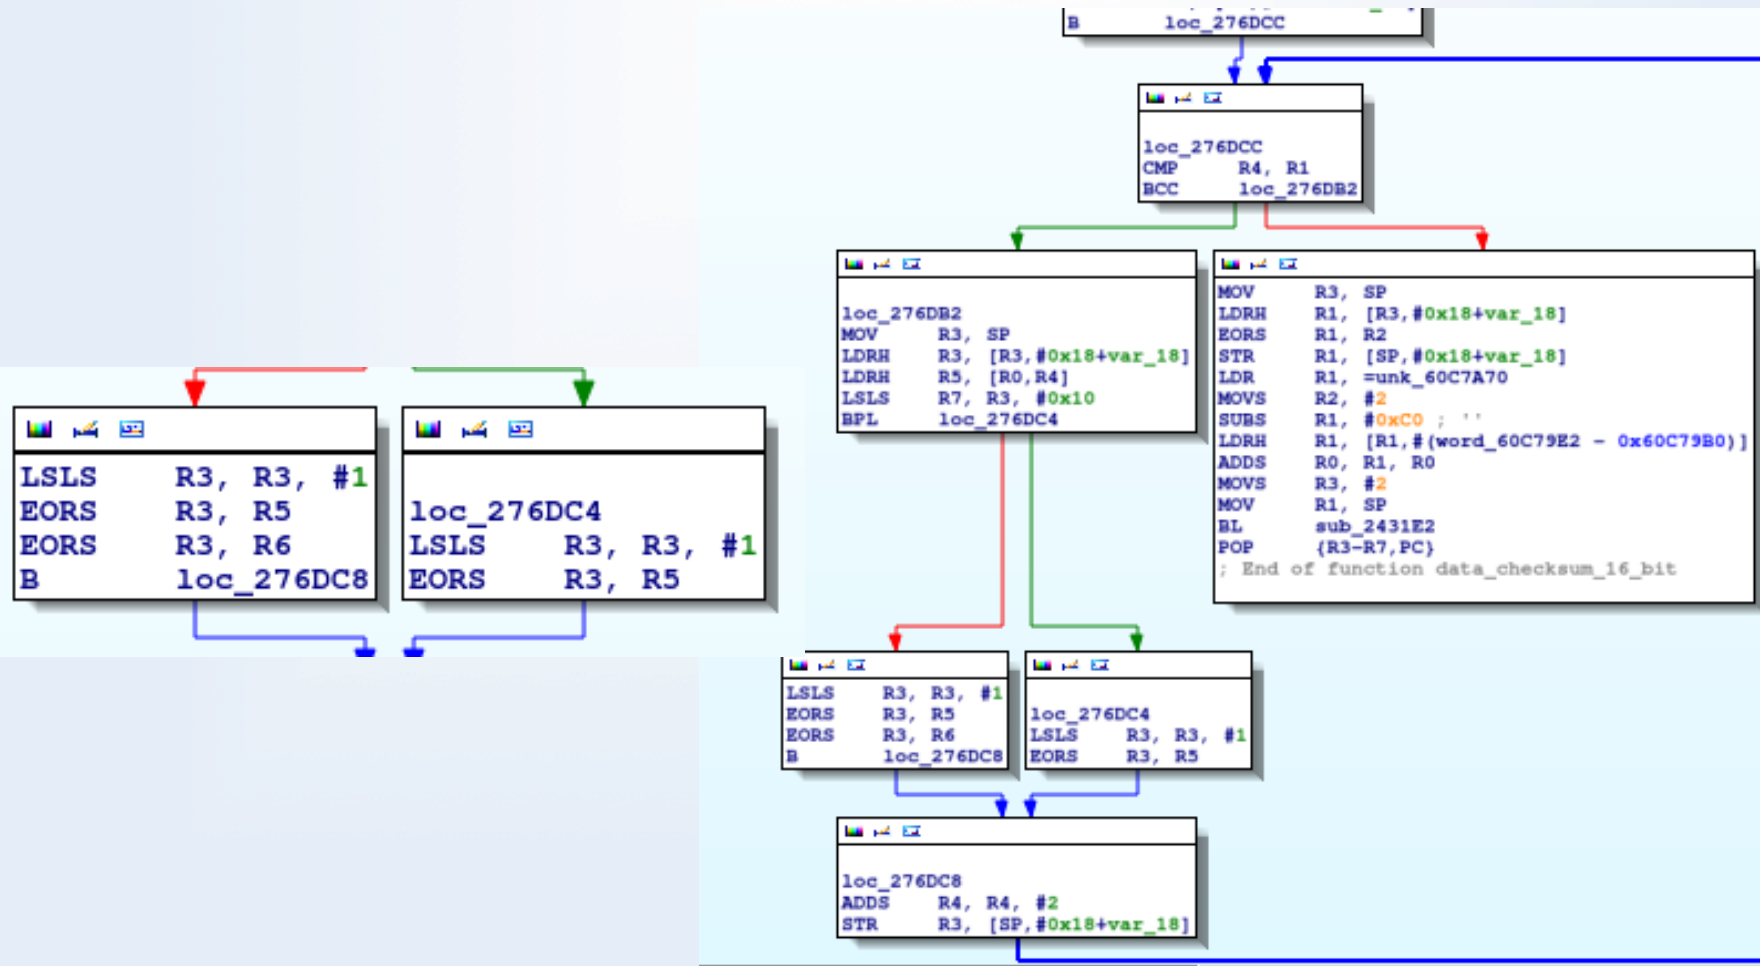 B loc_276DCC
loc_276DCC
CMP R4, R1
BCC loc_276DB2
loc_276DB2
MOV R3, SP
LDRH R3, [R3,#0x18+var_18]
LDRH R5, [R0,R4]
LSLS R7, R3, #0x10
BPL loc_276DC4
MOV R3, SP
LDRH R1, [R3,#0x18+var_18]
EORS R1, R2
STR R1, [SP,#0x18+var_18]
LDR R1, =unk_60C7A70
MOVS R2, #2
SUBS R1, #0xC0 ; ''
LDRH R1, [R1,#(word_60C79E2 - 0x60C79B0)]
ADDS R0, R1, R0
MOVS R3, #2
MOV R1, SP
BL sub_2431E2
POP {R3-R7,PC}
; End of function data_checksum_16_bit
LSLS R3, R3, #1
EORS R3, R5
EORS R3, R6
B loc_276DC8
loc_276DC4
LSLS R3, R3, #1
EORS R3, R5
LSLS R3, R3, #1
EORS R3, R5
EORS R3, R6
B loc_276DC8
loc_276DC4
LSLS R3, R3, #1
EORS R3, R5
loc_276DC8
ADDS R4, R4, #2
STR R3, [SP,#0x18+var_18]